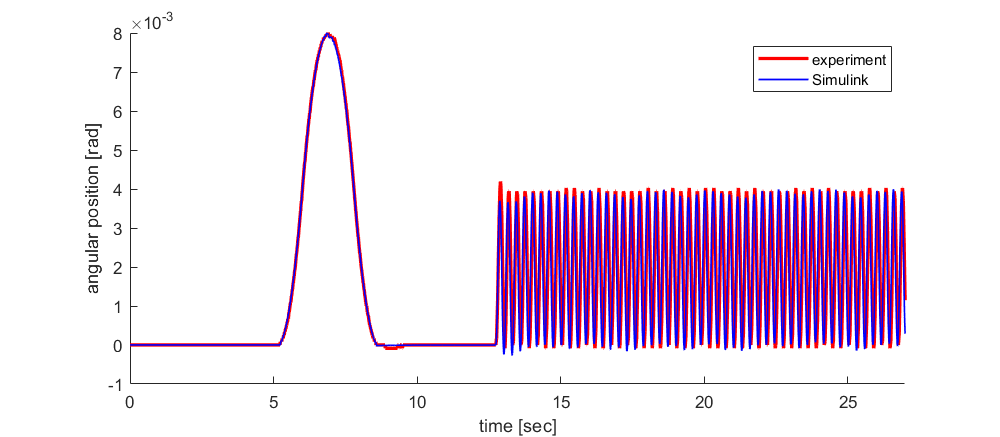 ×10⁻³
8
7
6
5
4
3
2
1
0
-1
angular position [rad]
experiment
Simulink
0 5 10 15 20 25
time [sec]